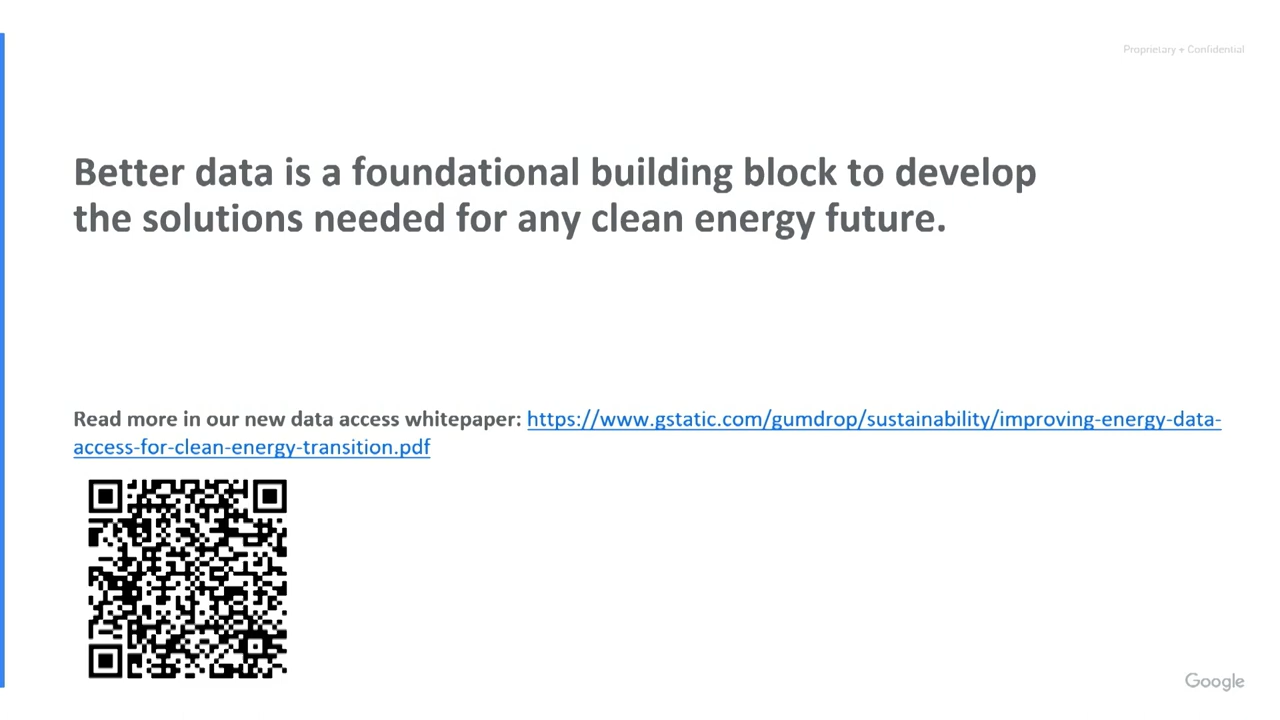 Proprietary + Confidential
Better data is a foundational building block to develop
the solutions needed for any clean energy future.
Read more in our new data access whitepaper: https://www.gstatic.com/gumdrop/sustainability/improving-energy-data-
access-for-clean-energy-transition.pdf
Google